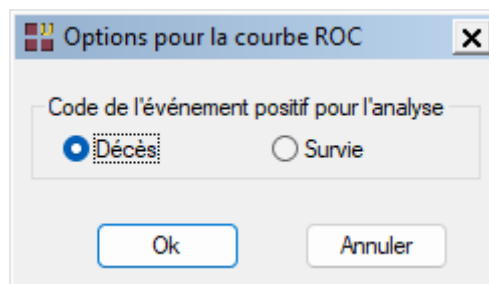 Options pour la courbe ROC
Code de l'événement positif pour l'analyse
Décès Survie
Ok Annuler